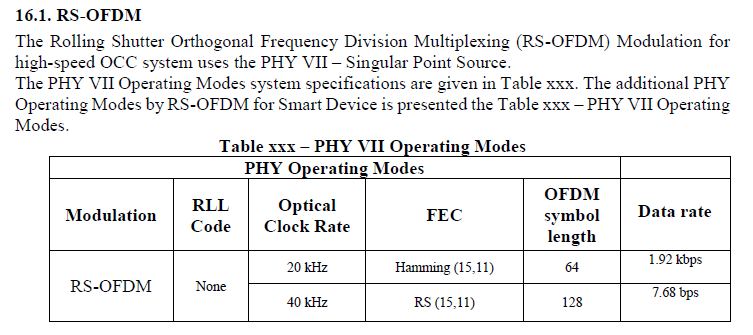 16.1. RS-OFDM
The Rolling Shutter Orthogonal Frequency Division Multiplexing (RS-OFDM) Modulation for
high-speed OCC system uses the PHY VII – Singular Point Source.
The PHY VII Operating Modes system specifications are given in Table xxx. The additional PHY
Operating Modes by RS-OFDM for Smart Device is presented the Table xxx – PHY VII Operating
Modes.
Table xxx – PHY VII Operating Modes
PHY Operating Modes
Modulation RLL Code Optical Clock Rate FEC OFDM symbol length Data rate
RS-OFDM None 20 kHz Hamming (15,11) 64 1.92 kbps
40 kHz RS (15,11) 128 7.68 bps